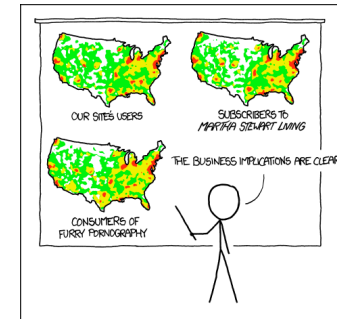 OUR SITE'S USERS
SUBSCRIBERS TO
MARTHA STEWART LIVING
THE BUSINESS IMPLICATIONS ARE CLEAR
CONSUMERS OF
FURRY PORNOGRAPHY